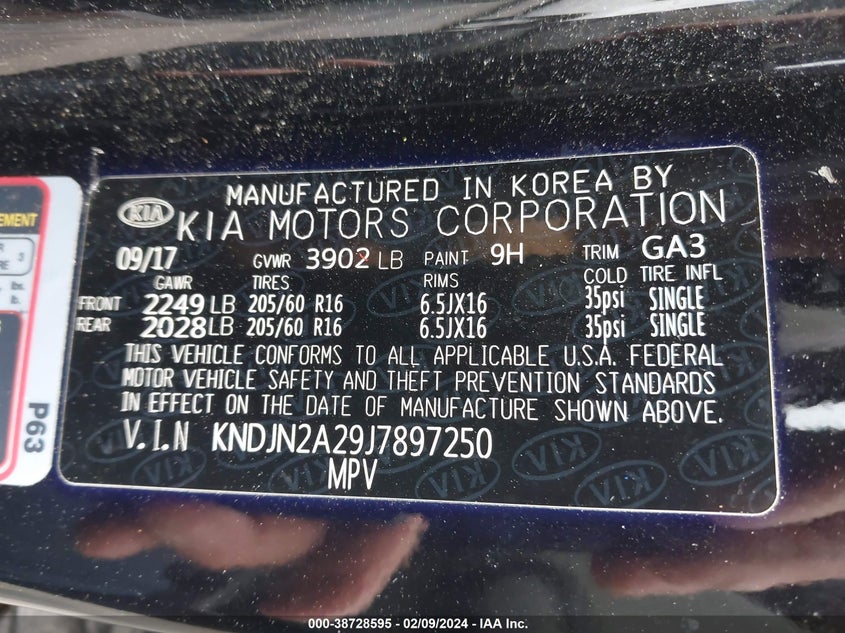 KIA MANUFACTURED IN KOREA BY
KIA MOTORS CORPORATION
09/17 GVWR 3902 LB PAINT 9H TRIM GA3
GAWR TIRES RIMS COLD TIRE INFL
FRONT 2249 LB 205/60 R16 6.5JX16 35psi SINGLE
REAR 2028 LB 205/60 R16 6.5JX16 35psi SINGLE
THIS VEHICLE CONFORMS TO ALL APPLICABLE U.S.A. FEDERAL
MOTOR VEHICLE SAFETY AND THEFT PREVENTION STANDARDS
IN EFFECT ON THE DATE OF MANUFACTURE SHOWN ABOVE.
V.I.N KNDJN2A29J7897250
MPV
P63
000-38728595 - 02/09/2024 - IAA Inc.